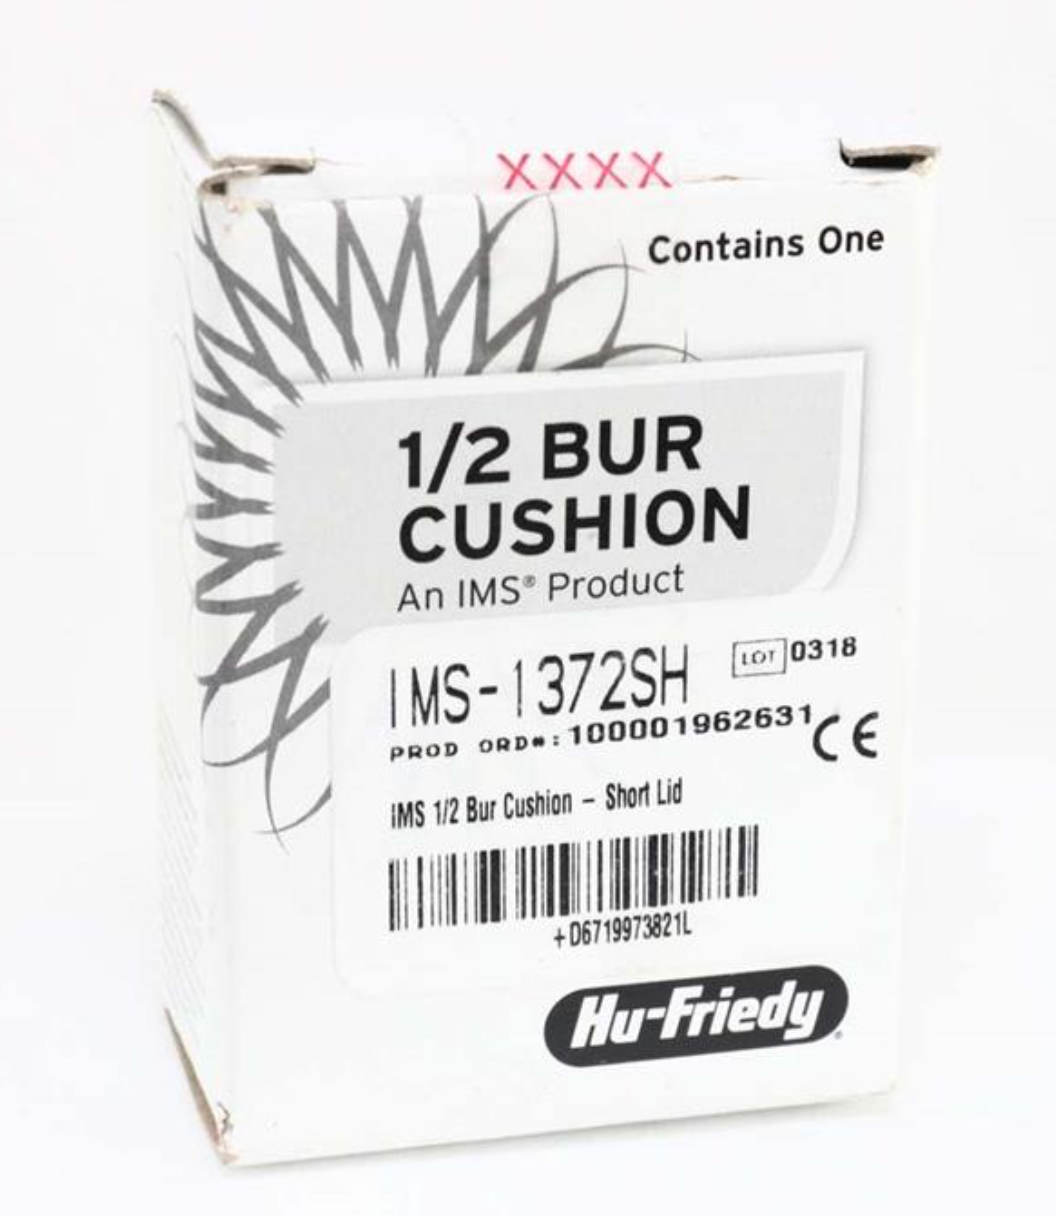 XXXX
Contains One
1/2 BUR
CUSHION
An IMS® Product
IMS-1372SH
LOT 0318
PROD ORD#:100001962631
CE
IMS 1/2 Bur Cushion – Short Lid
+D6719973821L
Hu-Friedy®